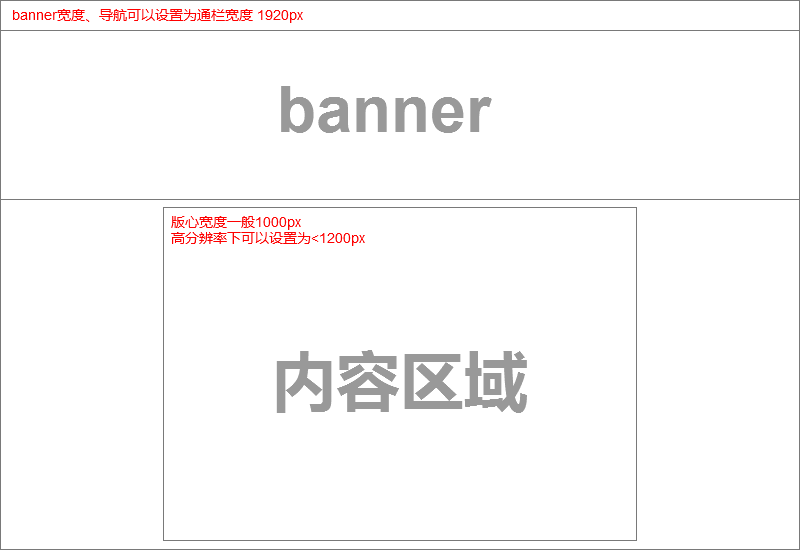 banner宽度、导航可以设置为通栏宽度 1920px
banner
版心宽度一般1000px
高分辨率下可以设置为<1200px
内容区域